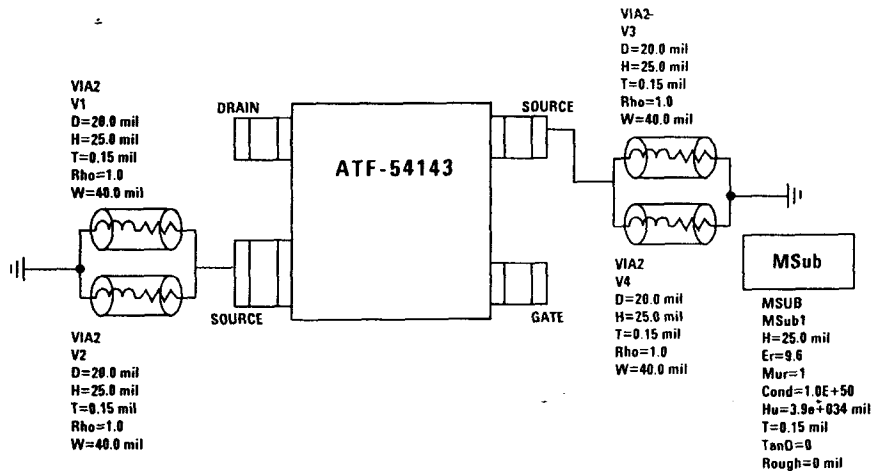 VIA2
V1
D=20.0 mil
H=25.0 mil
T=0.15 mil
Rho=1.0
W=40.0 mil
VIA2
V2
D=20.0 mil
H=25.0 mil
T=0.15 mil
Rho=1.0
W=40.0 mil
DRAIN
SOURCE
ATF-54143
SOURCE
GATE
VIA2
V3
D=20.0 mil
H=25.0 mil
T=0.15 mil
Rho=1.0
W=40.0 mil
VIA2
V4
D=20.0 mil
H=25.0 mil
T=0.15 mil
Rho=1.0
W=40.0 mil
MSub
MSUB
MSub1
H=25.0 mil
Er=9.6
Mur=1
Cond=1.0E+50
Hu=3.9e+034 mil
T=0.15 mil
TanD=0
Rough=0 mil